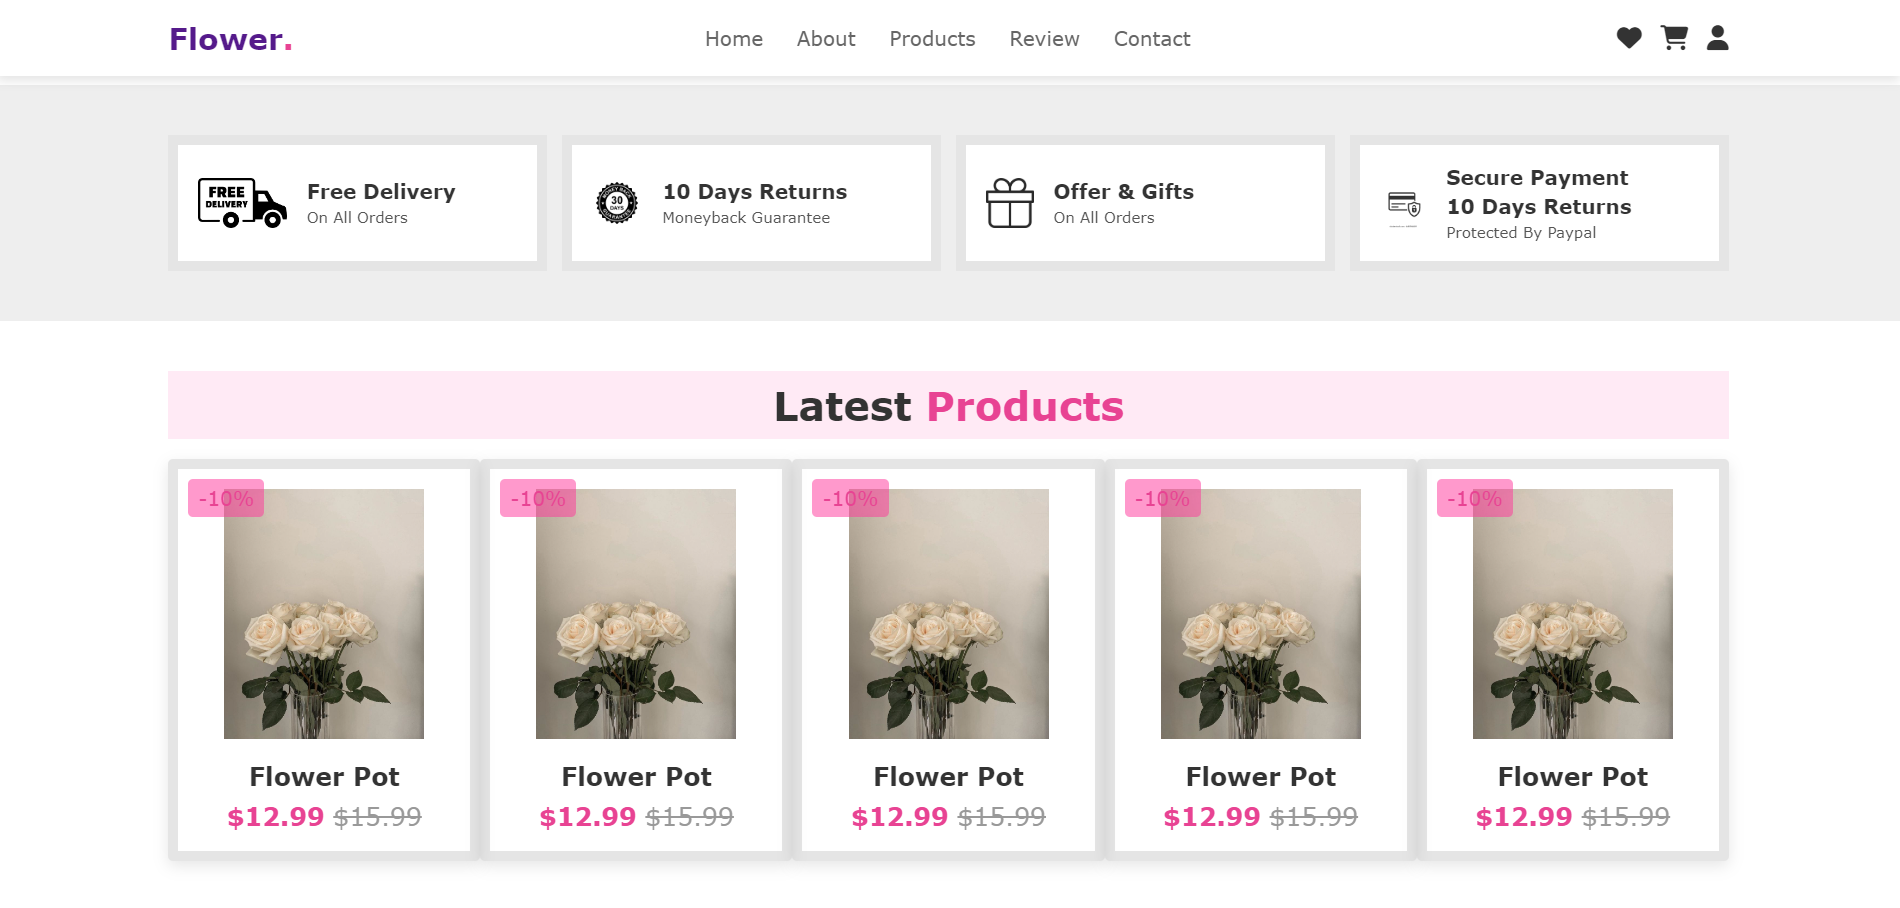 Flower.
Home About Products Review Contact
FREE
DELIVERY
Free Delivery
On All Orders
MONEY BACK
30
DAYS
GUARANTEE
10 Days Returns
Moneyback Guarantee
Offer & Gifts
On All Orders
Secure Payment
10 Days Returns
Protected By Paypal
Latest Products
-10%
Flower Pot
$12.99 $15.99
-10%
Flower Pot
$12.99 $15.99
-10%
Flower Pot
$12.99 $15.99
-10%
Flower Pot
$12.99 $15.99
-10%
Flower Pot
$12.99 $15.99